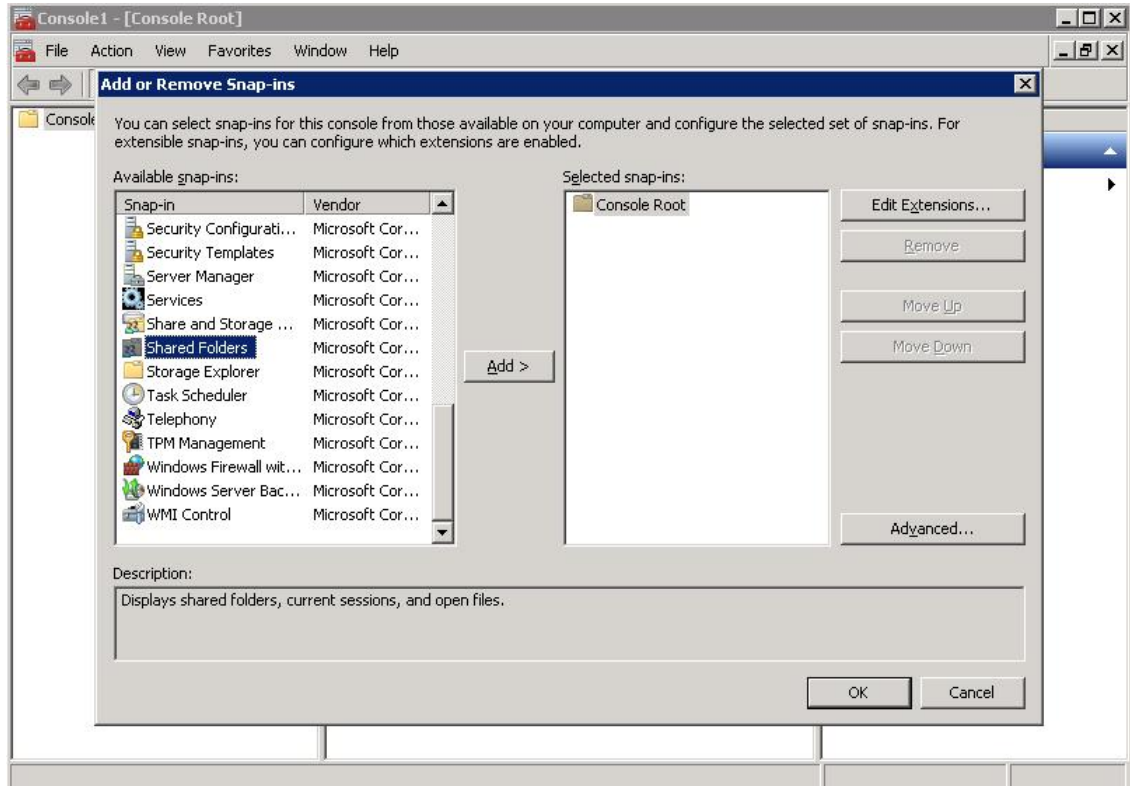 Console1 - [Console Root]
File Action View Favorites Window Help
Add or Remove Snap-ins
Console
You can select snap-ins for this console from those available on your computer and configure the selected set of snap-ins. For
extensible snap-ins, you can configure which extensions are enabled.
Available snap-ins:
Snap-in Vendor
Security Configurati... Microsoft Cor...
Security Templates Microsoft Cor...
Server Manager Microsoft Cor...
Services Microsoft Cor...
Share and Storage ... Microsoft Cor...
Shared Folders Microsoft Cor...
Storage Explorer Microsoft Cor...
Task Scheduler Microsoft Cor...
Telephony Microsoft Cor...
TPM Management Microsoft Cor...
Windows Firewall wit... Microsoft Cor...
Windows Server Bac... Microsoft Cor...
WMI Control Microsoft Cor...
Add >
Selected snap-ins:
Console Root
Edit Extensions...
Remove
Move Up
Move Down
Advanced...
Description:
Displays shared folders, current sessions, and open files.
OK Cancel